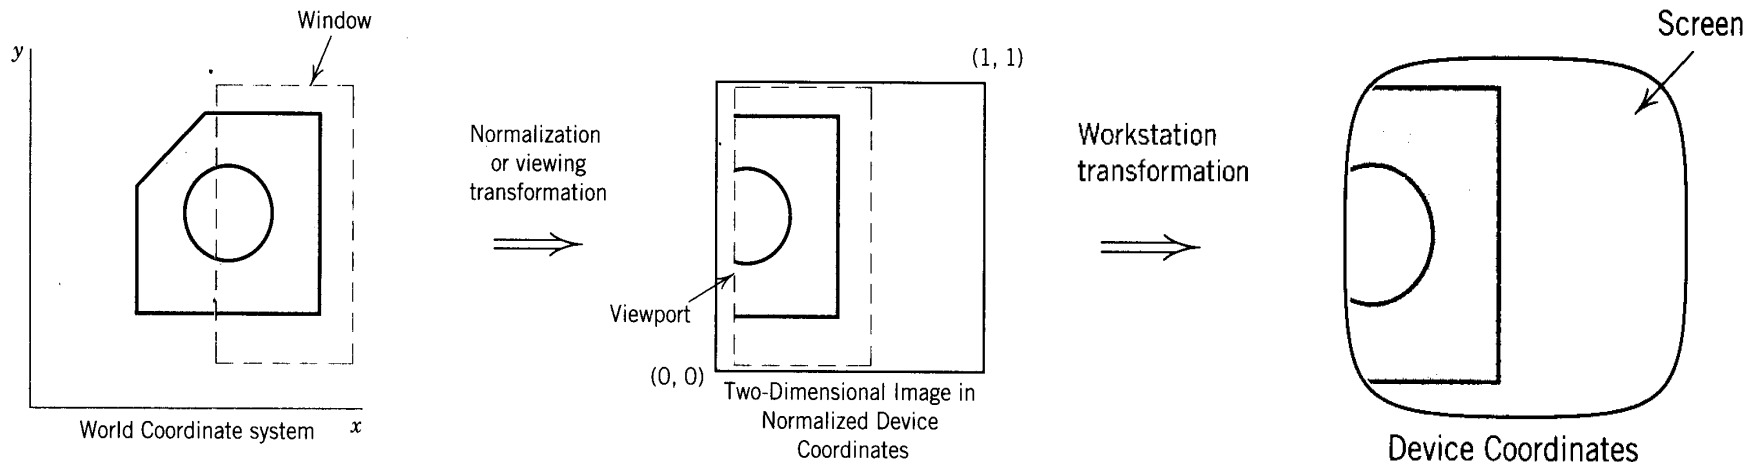 Window
y
World Coordinate system
x
Normalization
or viewing
transformation
(1, 1)
Viewport
(0, 0)
Two-Dimensional Image in
Normalized Device
Coordinates
Workstation
transformation
Screen
Device Coordinates